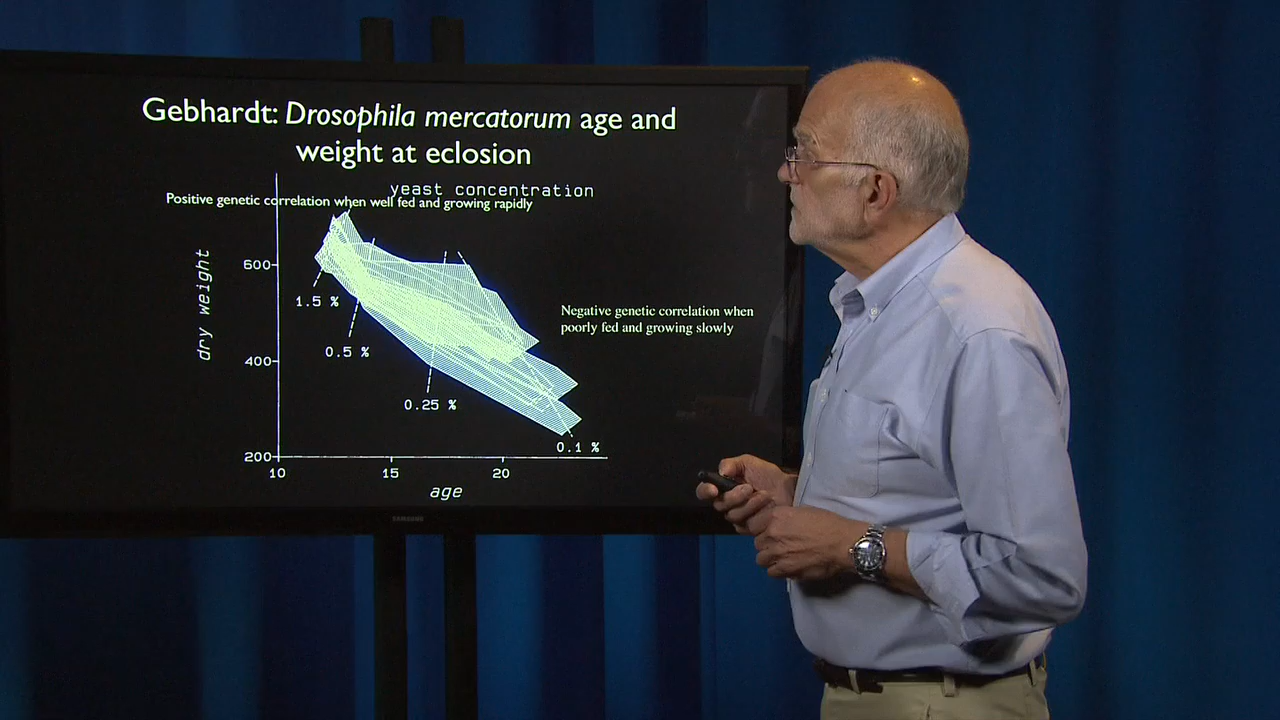 Gebhardt: Drosophila mercatorum age and
weight at eclosion
yeast concentration
Positive genetic correlation when well fed and growing rapidly
dry weight
600
400
200
1.5 %
0.5 %
0.25 %
0.1 %
Negative genetic correlation when
poorly fed and growing slowly
10 15 20
age
SAMSUNG